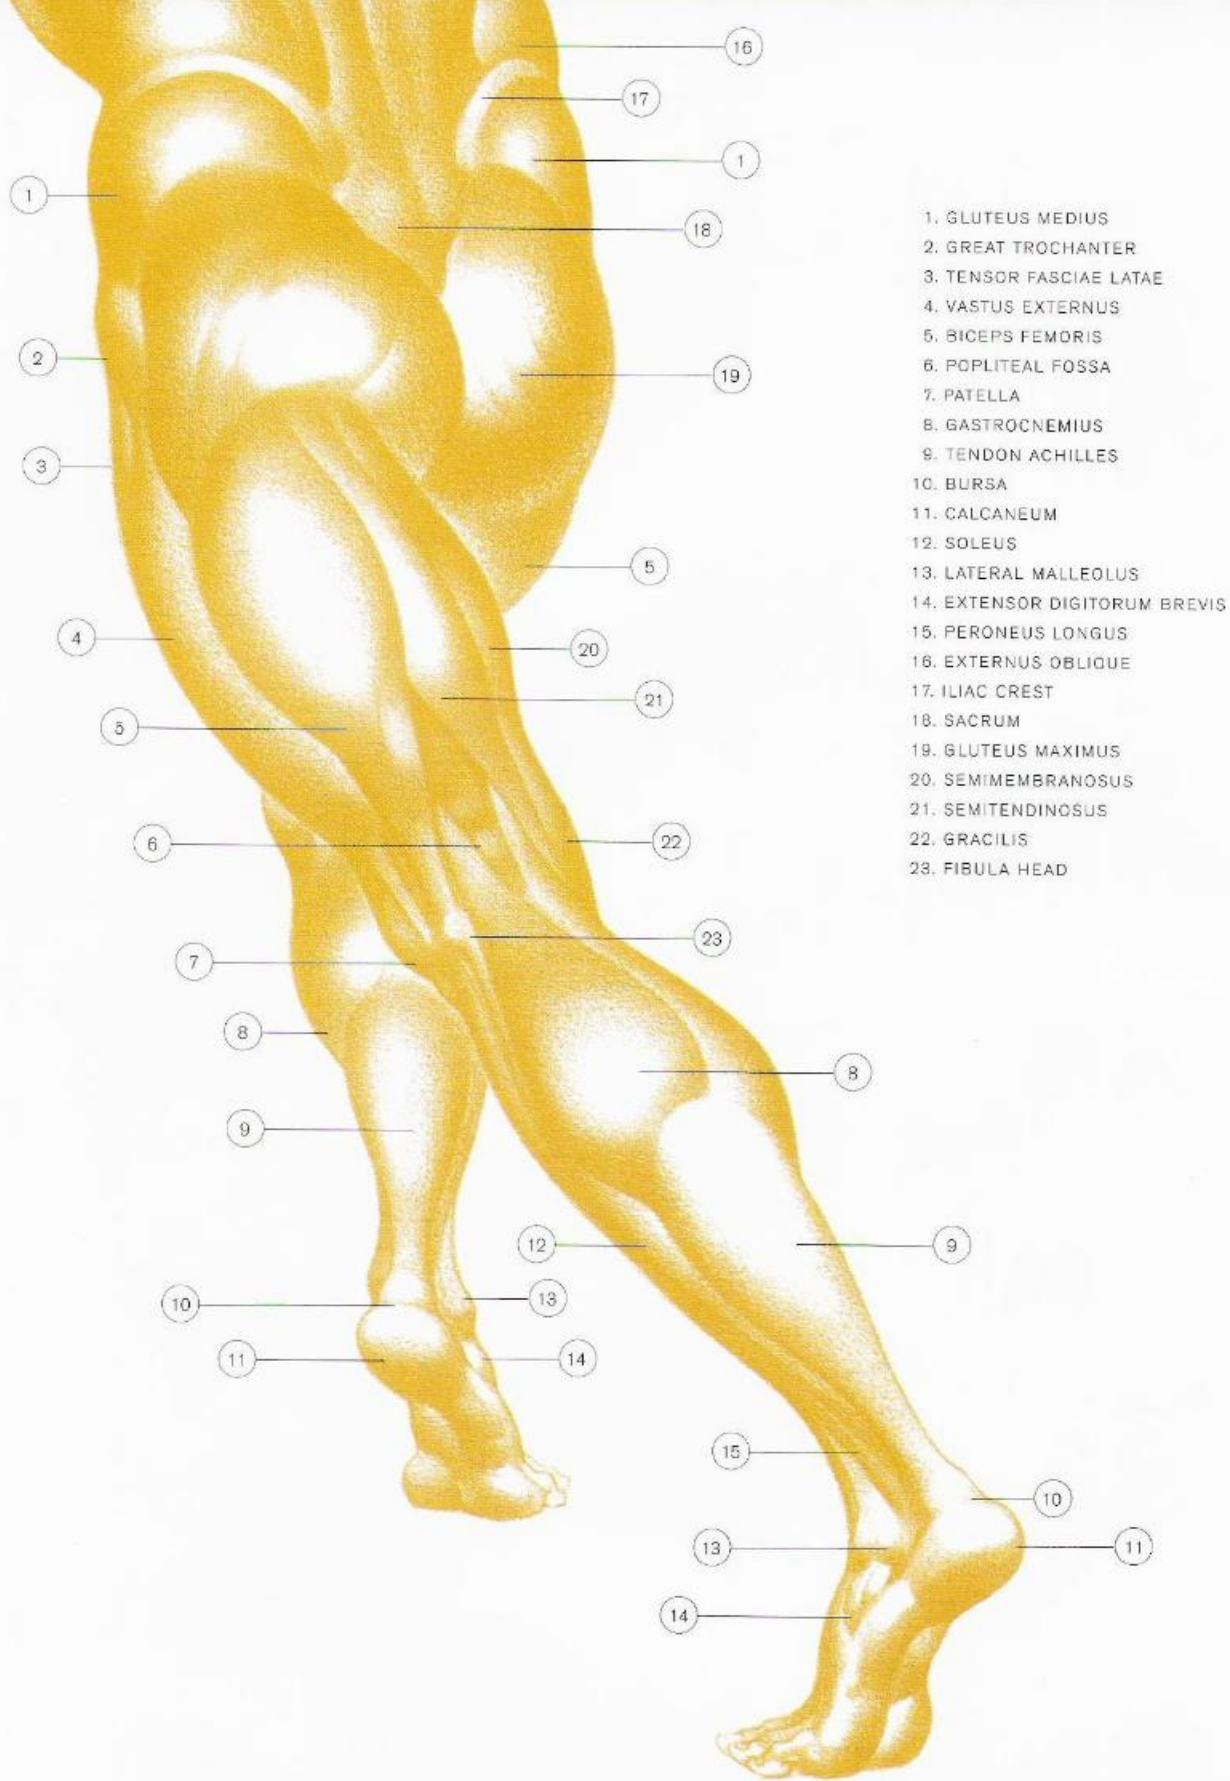 16
17
1
1
18
2
19
3
5
4
20
21
5
6
22
23
7
8
8
9
12
9
10
13
11
14
15
10
13
11
14
1. GLUTEUS MEDIUS
2. GREAT TROCHANTER
3. TENSOR FASCIAE LATAE
4. VASTUS EXTERNUS
5. BICEPS FEMORIS
6. POPLITEAL FOSSA
7. PATELLA
8. GASTROCNEMIUS
9. TENDON ACHILLES
10. BURSA
11. CALCANEUM
12. SOLEUS
13. LATERAL MALLEOLUS
14. EXTENSOR DIGITORUM BREVIS
15. PERONEUS LONGUS
16. EXTERNUS OBLIQUE
17. ILIAC CREST
18. SACRUM
19. GLUTEUS MAXIMUS
20. SEMIMEMBRANOSUS
21. SEMITENDINOSUS
22. GRACILIS
23. FIBULA HEAD